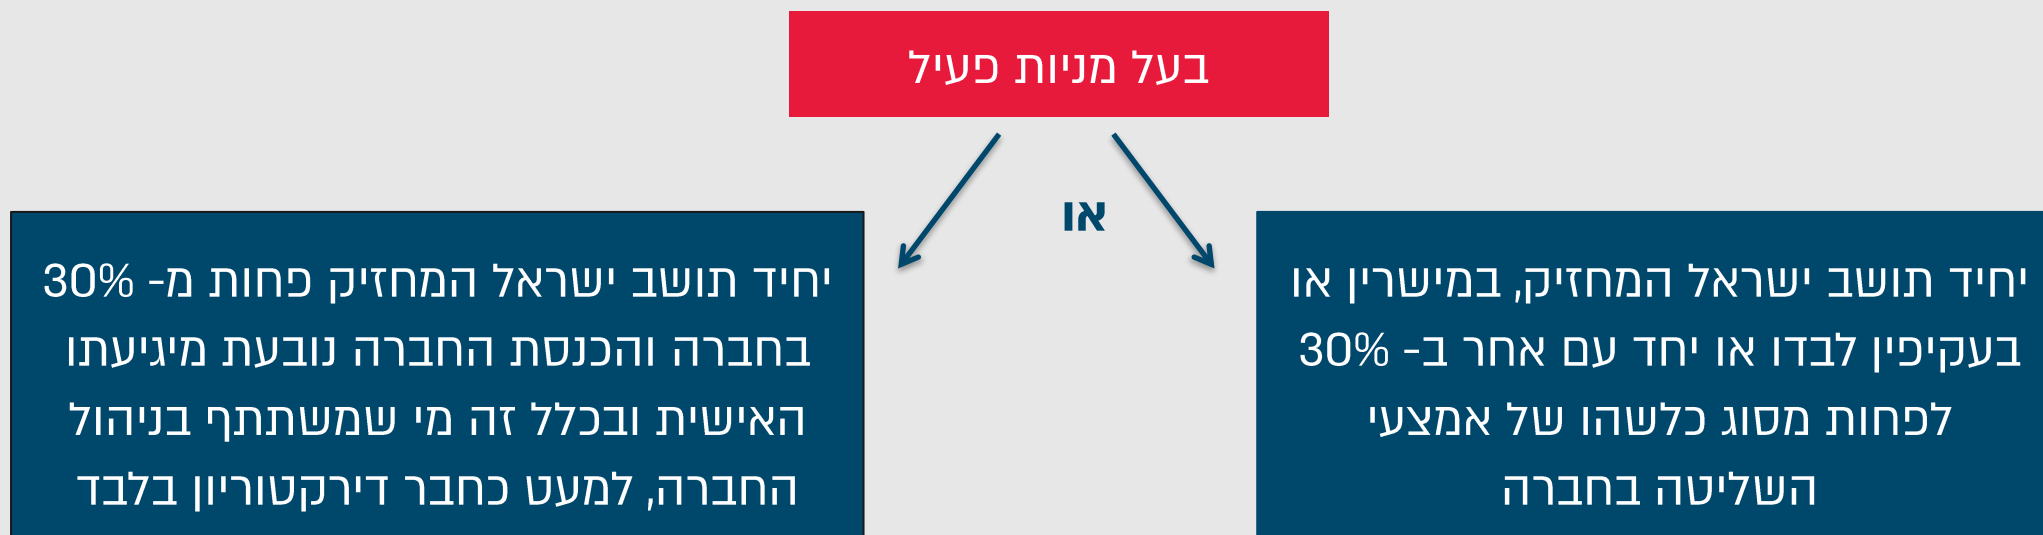 בעל מניות פעיל
או
יחיד תושב ישראל המחזיק, במישרין או
בעקיפין לבדו או יחד עם אחר ב- 30%
לפחות מסוג כלשהו של אמצעי
השליטה בחברה
יחיד תושב ישראל המחזיק פחות מ- 30%
בחברה והכנסת החברה נובעת מיגיעתו
האישית ובכלל זה מי שמשתתף בניהול
החברה, למעט כחבר דירקטוריון בלבד